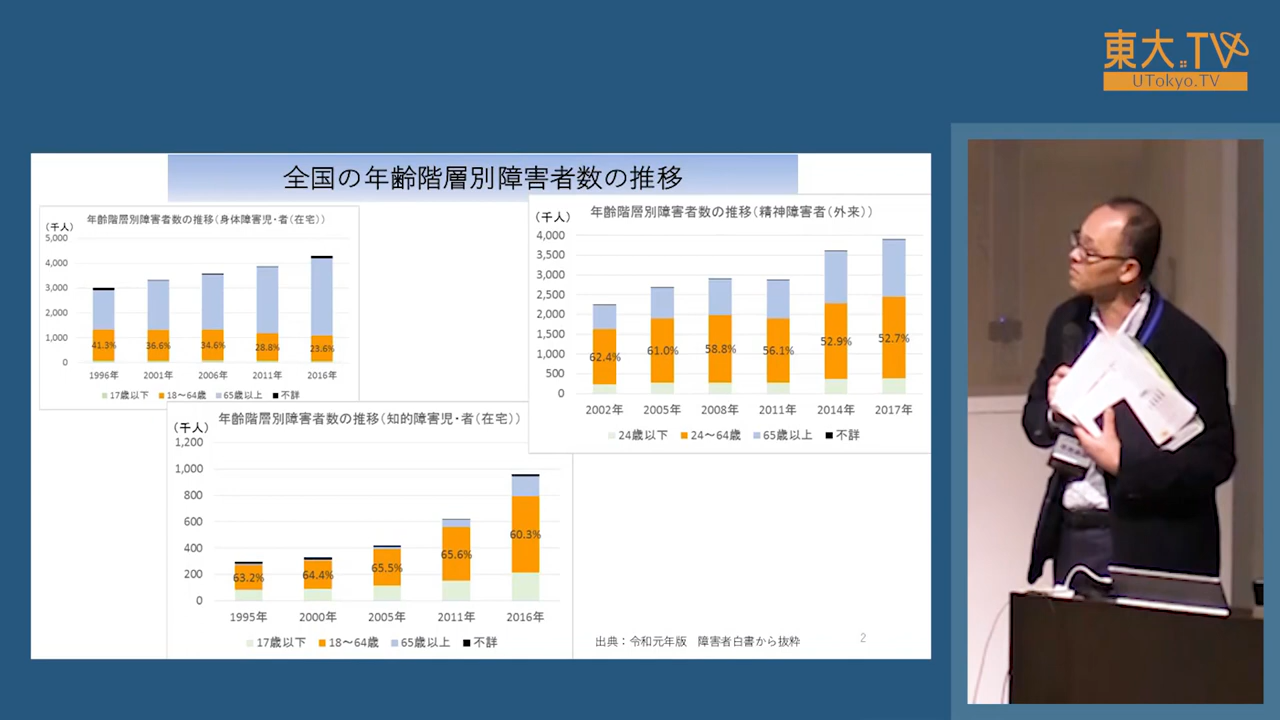 東大TV
UTokyo.TV
全国の年齢階層別障害者数の推移
年齢階層別障害者数の推移(身体障害児・者(在宅))
(千人)
5,000
4,000
3,000
2,000
1,000
0
41.3%
36.6%
34.6%
28.8%
23.6%
1996年 2001年 2006年 2011年 2016年
17歳以下 18～64歳 65歳以上 不詳
年齢階層別障害者数の推移(精神障害者(外来))
(千人)
4,000
3,500
3,000
2,500
2,000
1,500
1,000
500
0
62.4%
61.0%
58.8%
56.1%
52.9%
52.7%
2002年 2005年 2008年 2011年 2014年 2017年
24歳以下 24～64歳 65歳以上 不詳
年齢階層別障害者数の推移(知的障害児・者(在宅))
(千人)
1,200
1,000
800
600
400
200
0
63.2%
64.4%
65.5%
65.6%
60.3%
1995年 2000年 2005年 2011年 2016年
17歳以下 18～64歳 65歳以上 不詳
出典：令和元年版 障害者白書から抜粋
2